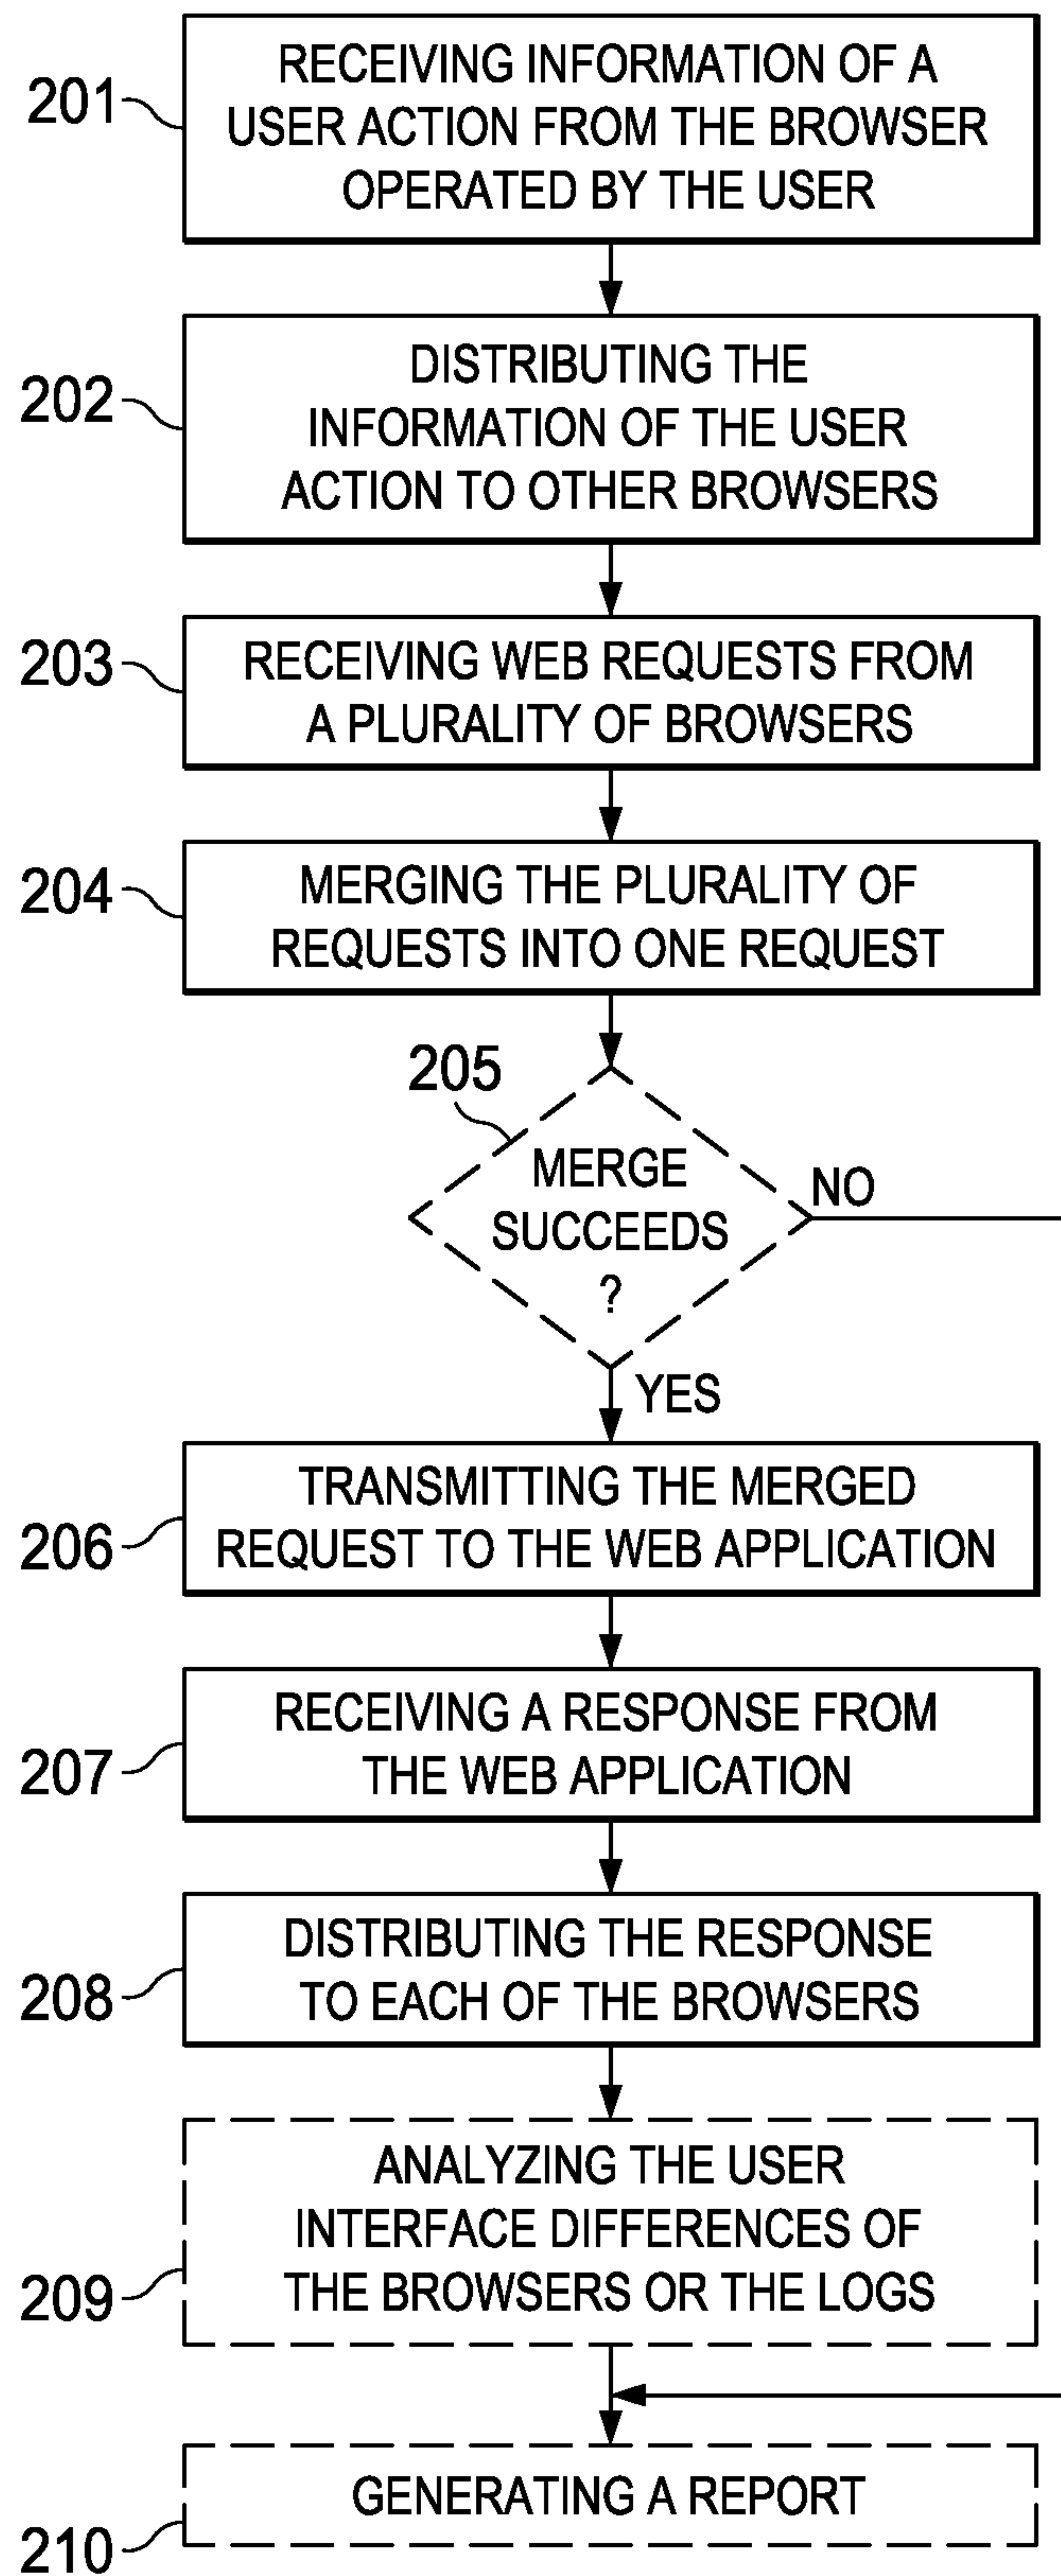 201
RECEIVING INFORMATION OF A
USER ACTION FROM THE BROWSER
OPERATED BY THE USER
202
DISTRIBUTING THE
INFORMATION OF THE USER
ACTION TO OTHER BROWSERS
203
RECEIVING WEB REQUESTS FROM
A PLURALITY OF BROWSERS
204
MERGING THE PLURALITY OF
REQUESTS INTO ONE REQUEST
205
MERGE
SUCCEEDS
?
NO
YES
206
TRANSMITTING THE MERGED
REQUEST TO THE WEB APPLICATION
207
RECEIVING A RESPONSE FROM
THE WEB APPLICATION
208
DISTRIBUTING THE RESPONSE
TO EACH OF THE BROWSERS
209
ANALYZING THE USER
INTERFACE DIFFERENCES OF
THE BROWSERS OR THE LOGS
210
GENERATING A REPORT